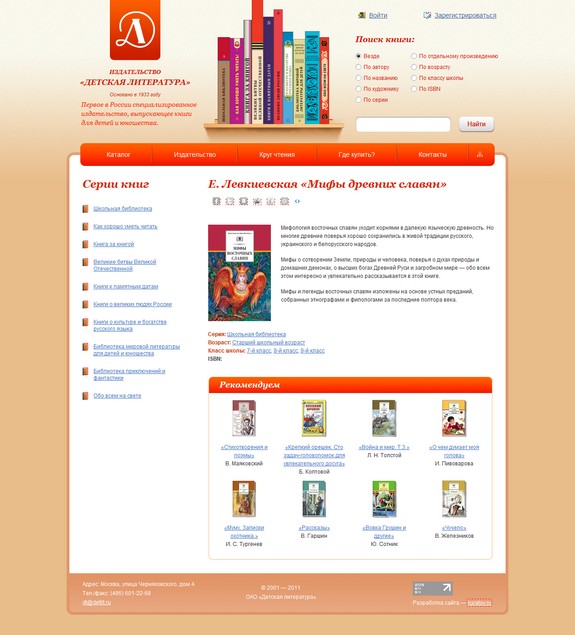 ИЗДАТЕЛЬСТВО
«ДЕТСКАЯ ЛИТЕРАТУРА»
Основано в 1933 году
Первое в России специализированное
издательство, выпускающее книги
для детей и юношества.
Войти
Зарегистрироваться
Поиск книги:
Везде
По отдельному произведению
По автору
По возрасту
По названию
По классу школы
По художнику
По ISBN
По серии
Найти
Каталог
Издательство
Круг чтения
Где купить?
Контакты
Серии книг
Школьная библиотека
Как хорошо уметь читать
Книга за книгой
Великие битвы Великой
Отечественной
Книги к памятным датам
Книги о великих людях России
Книги о культуре и богатстве
русского языка
Библиотека мировой литературы
для детей и юношества
Библиотека приключений и
фантастики
Обо всем на свете
Е. Левкиевская «Мифы древних славян»
МИФЫ
ВОСТОЧНЫХ
СЛАВЯН
Мифология восточных славян уходит корнями в далекую языческую древность. Но
многие древние поверья хорошо сохранились в живой традиции русского,
украинского и белорусского народов.
Мифы о сотворении Земли, природы и человека, поверья о духах природы и
домашних демонах, о высших богах Древней Руси и загробном мире — обо всем
этом интересно и увлекательно рассказывается в этой книге.
Мифы и легенды восточных славян изложены на основе устных преданий,
собранных этнографами и филологами за последние полтора века.
Серия: Школьная библиотека
Возраст: Старший школьный возраст
Класс школы: 7-й класс, 8-й класс, 9-й класс
ISBN:
Рекомендуем
«Стихотворения и
поэмы»
В. Маяковский
«Крепкий орешек. Сто
задач-головоломок для
увлекательного досуга»
Б. Колтовой
«Война и мир. Т.3.»
Л. Н. Толстой
«О чем думает моя
голова»
И. Пивоварова
«Муму. Записки
охотника.»
И. С. Тургенев
«Рассказы»
В. Гаршин
«Вовка Грушин и
другие»
Ю. Сотник
«Чучело»
В. Железников
Адрес: Москва, улица Черняховского, дом 4
Тел./факс: (495) 601-22-68
dl@detlit.ru
© 2001 — 2011
ОАО «Детская литература»
Разработка сайта —